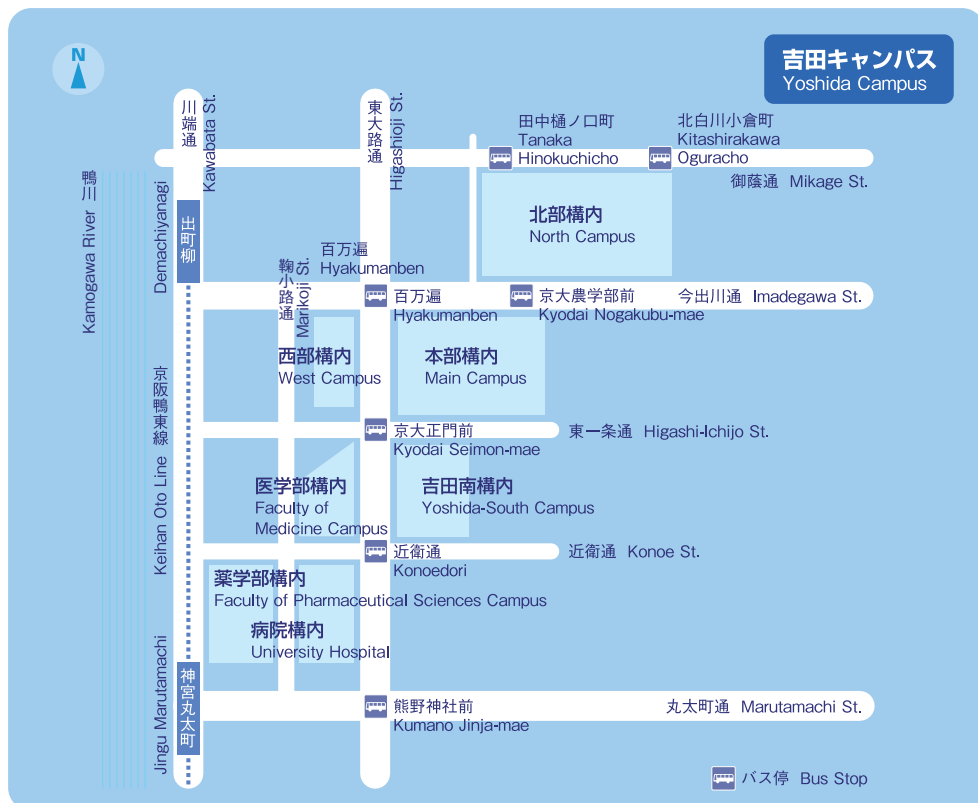 N
吉田キャンパス
Yoshida Campus
川端通
Kawabata St.
東大路通
Higashioji St.
田中樋ノ口町
Tanaka
Hinokuchicho
北白川小倉町
Kitashirakawa
Oguracho
御蔭通 Mikage St.
鴨川
Kamogawa River
出町柳
Demachiyanagi
北部構内
North Campus
百万遍
Hyakumanben
鞠小路通
Marikoji St.
百万遍
Hyakumanben
京大農学部前
Kyodai Nogakubu-mae
今出川通 Imadegawa St.
西部構内
West Campus
本部構内
Main Campus
京阪鴨東線
Keihan Oto Line
京大正門前
Kyodai Seimon-mae
東一条通 Higashi-Ichijo St.
医学部構内
Faculty of
Medicine Campus
吉田南構内
Yoshida-South Campus
近衛通
Konoedori
近衛通 Konoe St.
薬学部構内
Faculty of Pharmaceutical Sciences Campus
病院構内
University Hospital
神宮丸太町
Jingu Marutamachi
熊野神社前
Kumano Jinja-mae
丸太町通 Marutamachi St.
バス停 Bus Stop